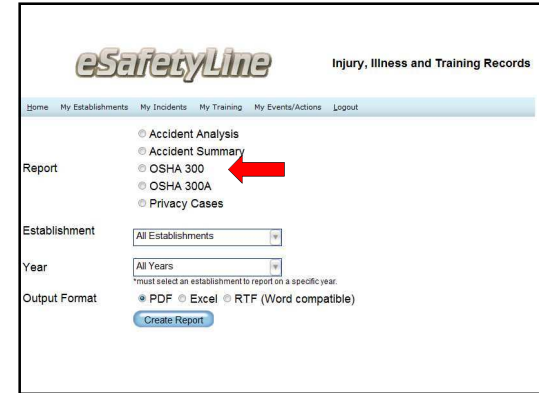 eSafetyLine
Injury, Illness and Training Records
Home My Establishments My Incidents My Training My Events/Actions Logout
Accident Analysis
Accident Summary
Report OSHA 300
OSHA 300A
Privacy Cases
Establishment All Establishments
Year All Years
*must select an establishment to report on a specific year.
Output Format PDF Excel RTF (Word compatible)
Create Report